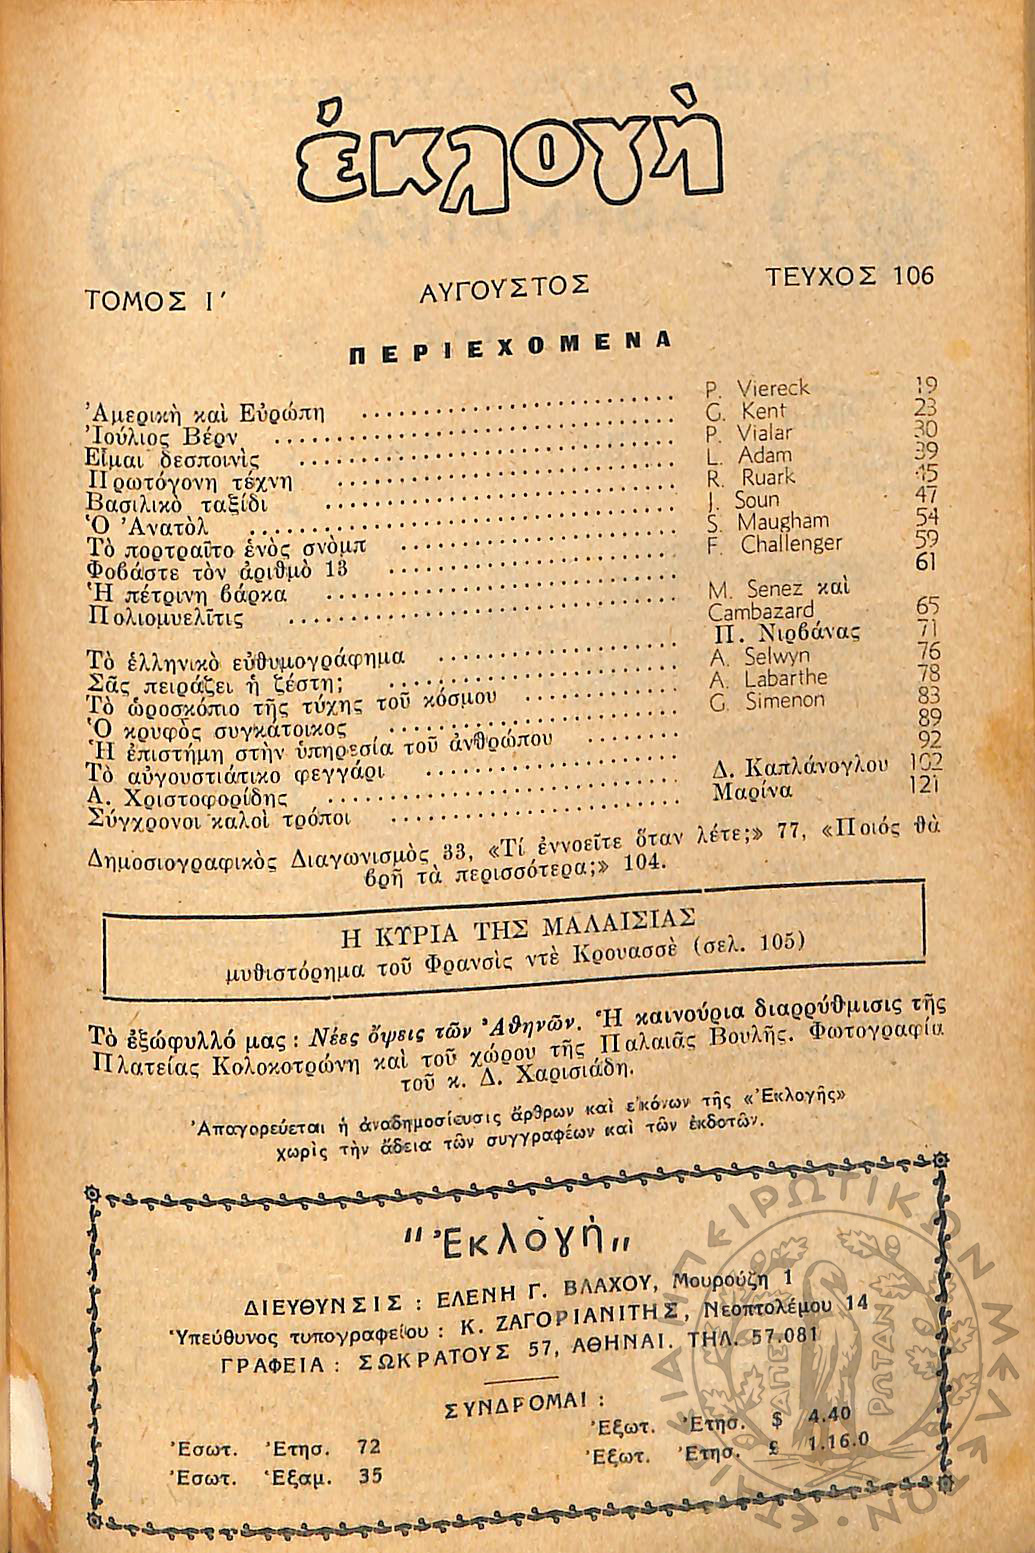 ἐκλογή
ΤΟΜΟΣ Ι΄ ΑΥΓΟΥΣΤΟΣ ΤΕΥΧΟΣ 106
ΠΕΡΙΕΧΟΜΕΝΑ
Ἀμερικὴ καὶ Εὐρώπη .......... P. Viereck 19
Ἰούλιος Βέρν .......... G. Kent 23
Εἶμαι δεσποινὶς .......... P. Vialar 30
Πρωτόγονη τέχνη .......... L. Adam 39
Βασιλικὸ ταξίδι .......... R. Ruark 45
Ὁ Ἀνατὸλ .......... J. Soun 47
Τὸ πορτραῖτο ἑνὸς σνὸμπ .......... S. Maugham 54
Φοβᾶστε τὸν ἀριθμὸ 13 .......... F. Challenger 59
Ἡ πέτρινη βάρκα .......... 61
Πολιομυελῖτις .......... M. Senez καὶ
Cambazard 65
Τὸ ἑλληνικὸ εὐθυμογράφημα .......... Π. Νιρβάνας 71
Σᾶς πειράζει ἡ ζέστη; .......... A. Selwyn 76
Τὸ ὡροσκόπιο τῆς τύχης τοῦ κόσμου .......... A. Labarthe 78
Ὁ κρυφὸς συγκάτοικος .......... G. Simenon 83
Ἡ ἐπιστήμη στὴν ὑπηρεσία τοῦ ἀνθρώπου .......... 89
Τὸ αὐγουστιάτικο φεγγάρι .......... 92
Α. Χριστοφορίδης .......... Δ. Καπλάνογλου 102
Σύγχρονοι καλοὶ τρόποι .......... Μαρίνα 121
Δημοσιογραφικὸς Διαγωνισμὸς 33, «Τί ἐννοεῖτε ὅταν λέτε;» 77, «Ποιός θὰ
βρῆ τὰ περισσότερα;» 104.
Η ΚΥΡΙΑ ΤΗΣ ΜΑΛΑΙΣΙΑΣ
μυθιστόρημα τοῦ Φρανσὶς ντὲ Κρουασσὲ (σελ. 105)
Τὸ ἐξώφυλλό μας : Νέες ὄψεις τῶν Ἀθηνῶν. Ἡ καινούρια διαρρύθμισις τῆς
Πλατείας Κολοκοτρώνη καὶ τοῦ χώρου τῆς Παλαιᾶς Βουλῆς. Φωτογραφία
τοῦ κ. Δ. Χαρισιάδη.
Ἀπαγορεύεται ἡ ἀναδημοσίευσις ἄρθρων καὶ εἰκόνων τῆς «Ἐκλογῆς»
χωρὶς τὴν ἄδεια τῶν συγγραφέων καὶ τῶν ἐκδοτῶν.
"Ἐκλογή"
ΔΙΕΥΘΥΝΣΙΣ : ΕΛΕΝΗ Γ. ΒΛΑΧΟΥ, Μουρούζη 1
Ὑπεύθυνος τυπογραφείου : Κ. ΖΑΓΟΡΙΑΝΙΤΗΣ, Νεοπτολέμου 14
ΓΡΑΦΕΙΑ : ΣΩΚΡΑΤΟΥΣ 57, ΑΘΗΝΑΙ. ΤΗΛ. 57.081
ΣΥΝΔΡΟΜΑΙ :
Ἐσωτ. Ἐτησ. 72 Ἐξωτ. Ἐτησ. $ 4.40
Ἐσωτ. Ἑξαμ. 35 Ἐξωτ. Ἐτησ. £ 1.16.0
ΕΤΑΙΡΕΙΑ ΗΠΕΙΡΩΤΙΚΩΝ ΜΕΛΕΤΩΝ
ΑΠΕΙ ΡΩΤΑΝ